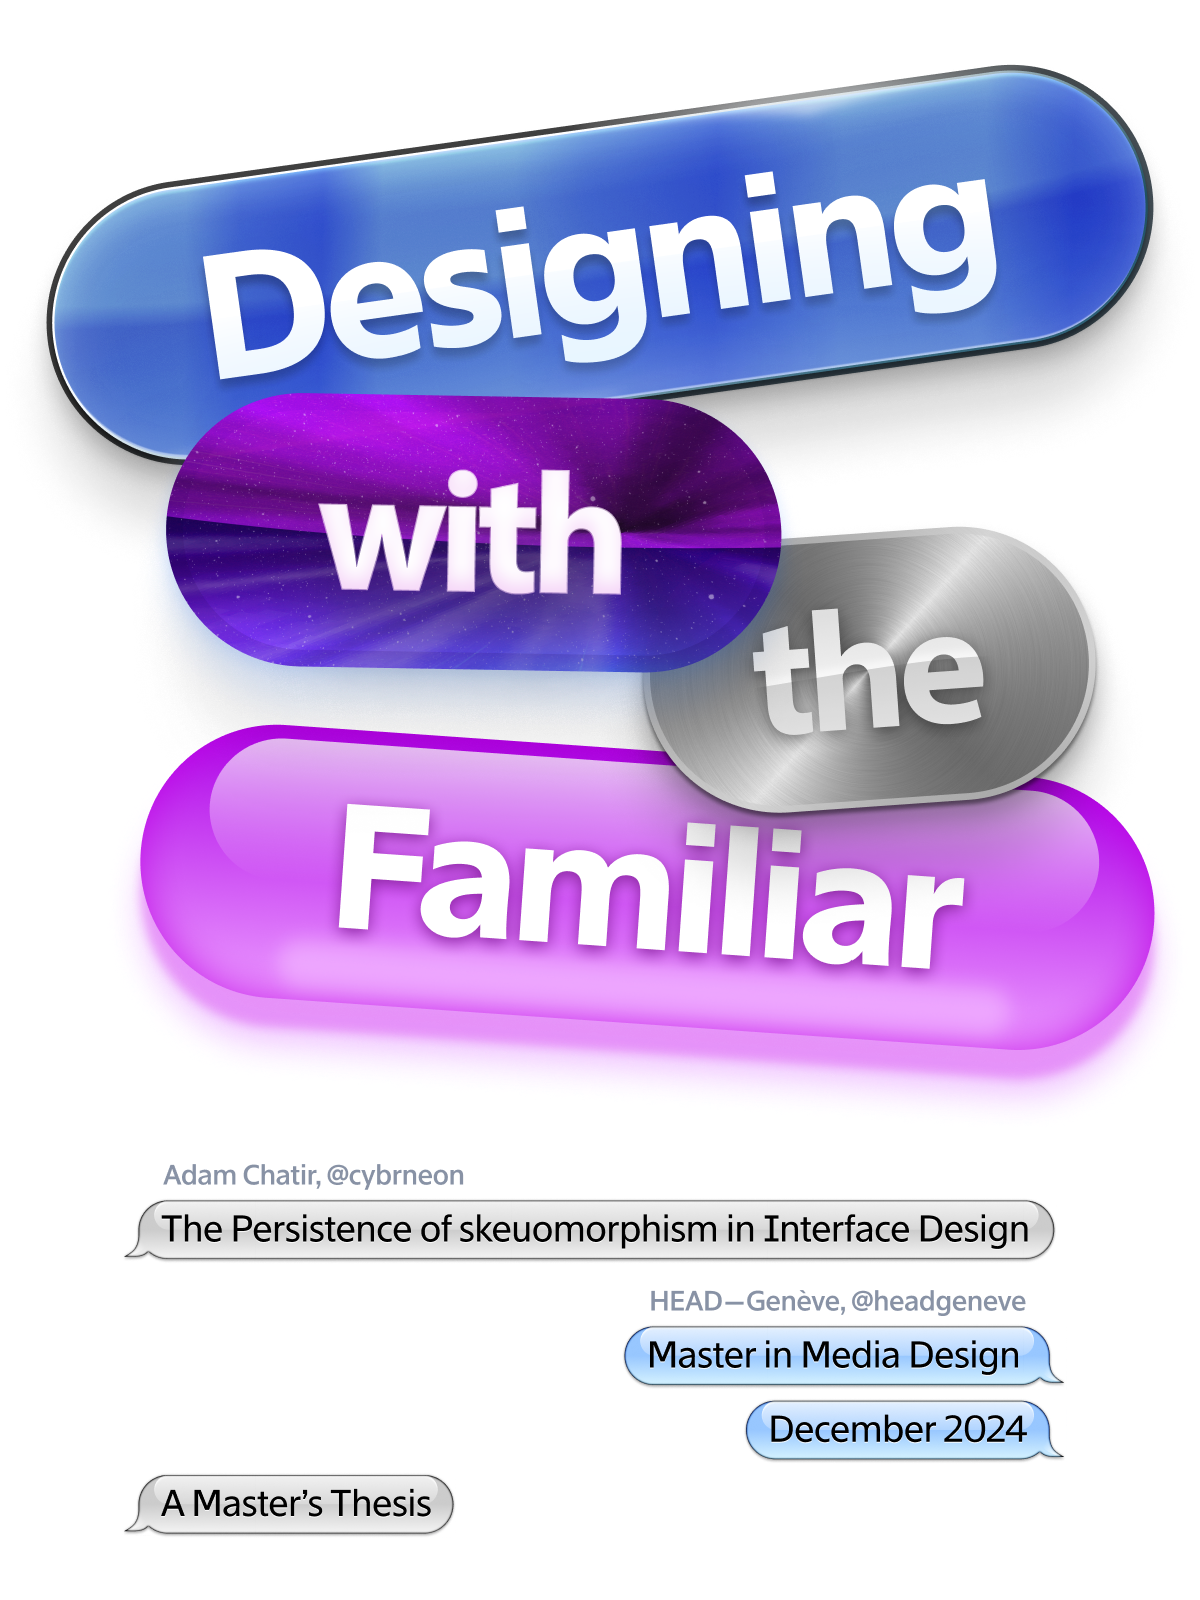 Designing
with
the
Familiar
Adam Chatir, @cybrneon
The Persistence of skeuomorphism in Interface Design
HEAD—Genève, @headgeneve
Master in Media Design
December 2024
A Master’s Thesis